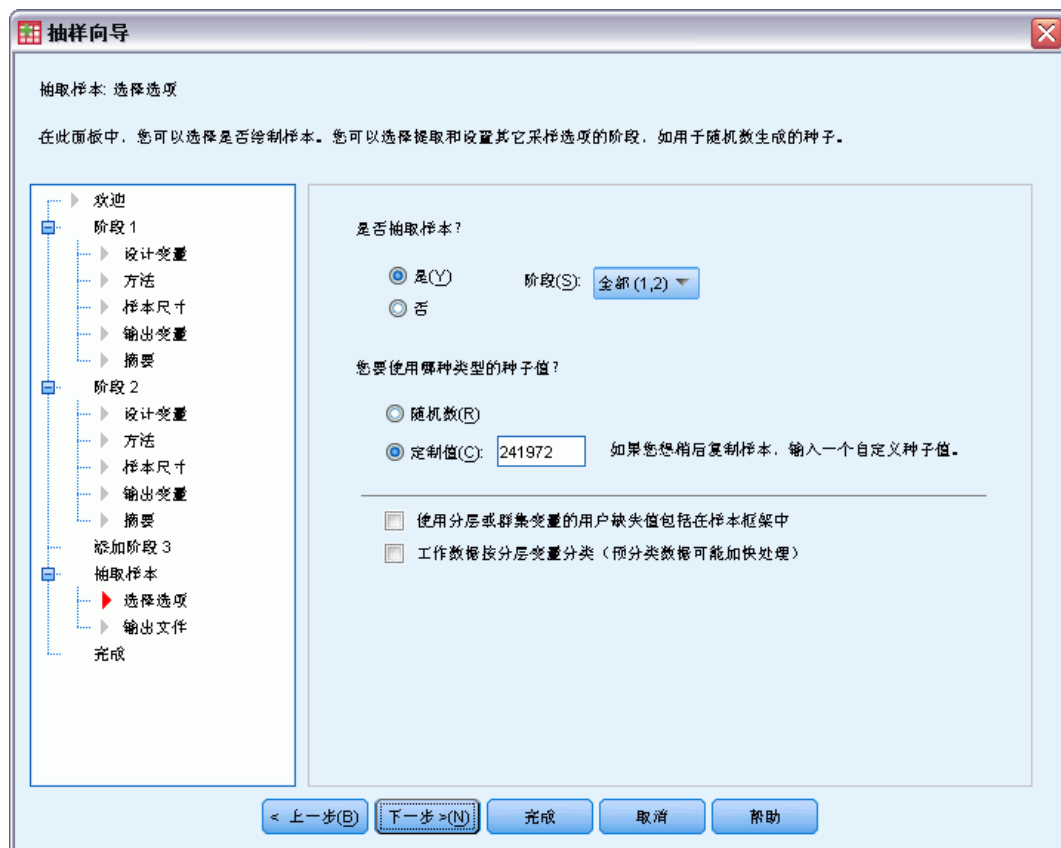 抽样向导
抽取样本: 选择选项
在此面板中，您可以选择是否绘制样本。您可以选择提取和设置其它采样选项的阶段，如用于随机数生成的种子。
欢迎
阶段 1
设计变量
方法
样本尺寸
输出变量
摘要
阶段 2
设计变量
方法
样本尺寸
输出变量
摘要
添加阶段 3
抽取样本
选择选项
输出文件
完成
是否抽取样本？
是(Y) 阶段(S): 全部 (1,2)
否
您要使用哪种类型的种子值？
随机数(R)
定制值(C): 241972 如果您想稍后复制样本，输入一个自定义种子值。
使用分层或群集变量的用户缺失值包括在样本框架中
工作数据按分层变量分类（预分类数据可能加快处理）
< 上一步(B) 下一步 >(N) 完成 取消 帮助